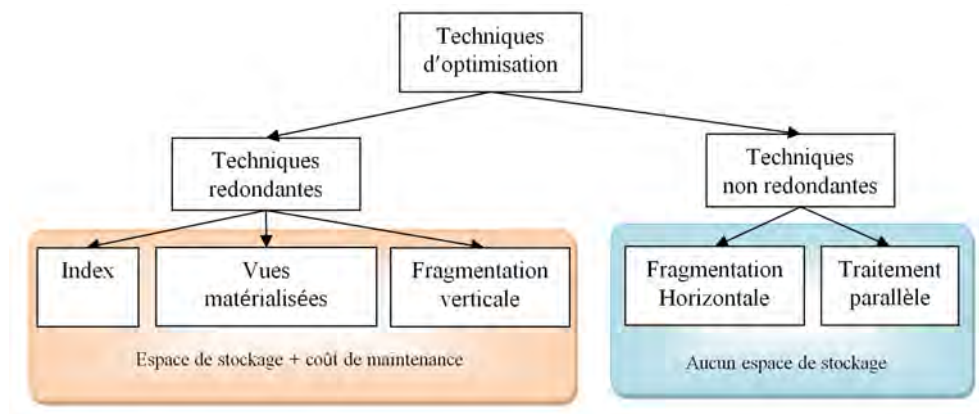 Techniques
d'optimisation
Techniques
redondantes
Techniques
non redondantes
Index
Vues
matérialisées
Fragmentation
verticale
Fragmentation
Horizontale
Traitement
parallèle
Espace de stockage + coût de maintenance
Aucun espace de stockage